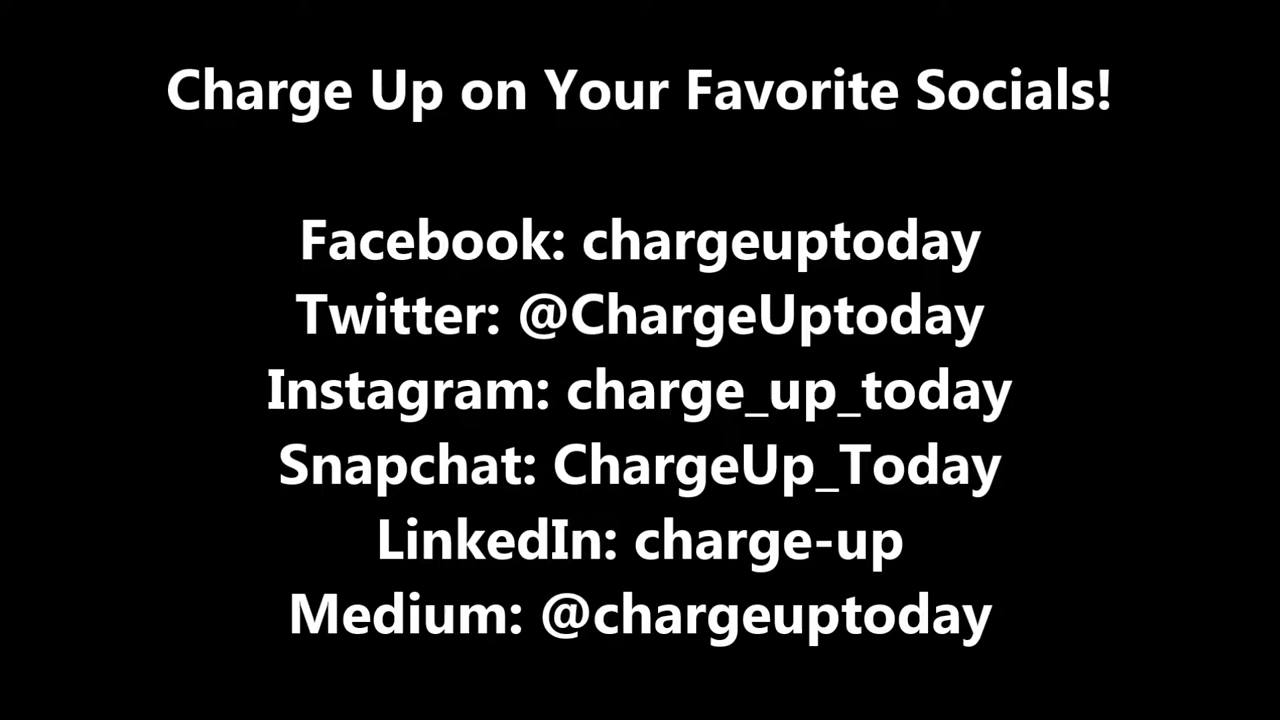 Charge Up on Your Favorite Socials!
Facebook: chargeuptoday
Twitter: @ChargeUptoday
Instagram: charge_up_today
Snapchat: ChargeUp_Today
LinkedIn: charge-up
Medium: @chargeuptoday